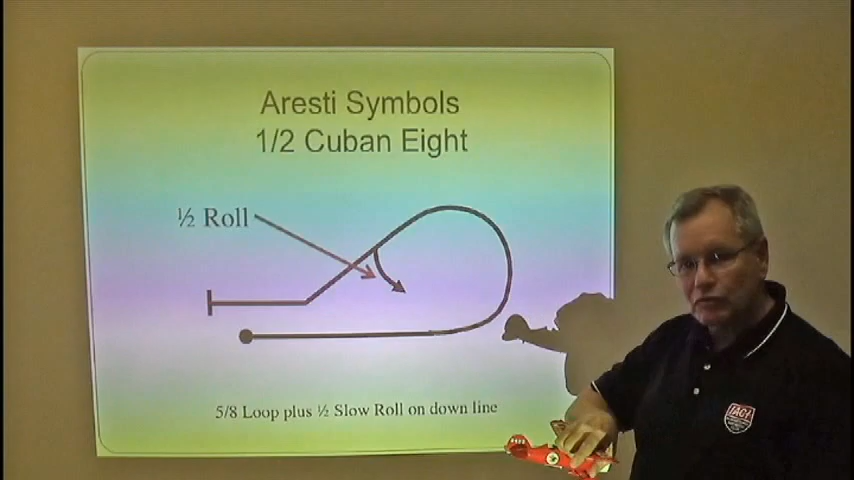 Aresti Symbols
1/2 Cuban Eight
½ Roll
5/8 Loop plus ½ Slow Roll on down line
IAC